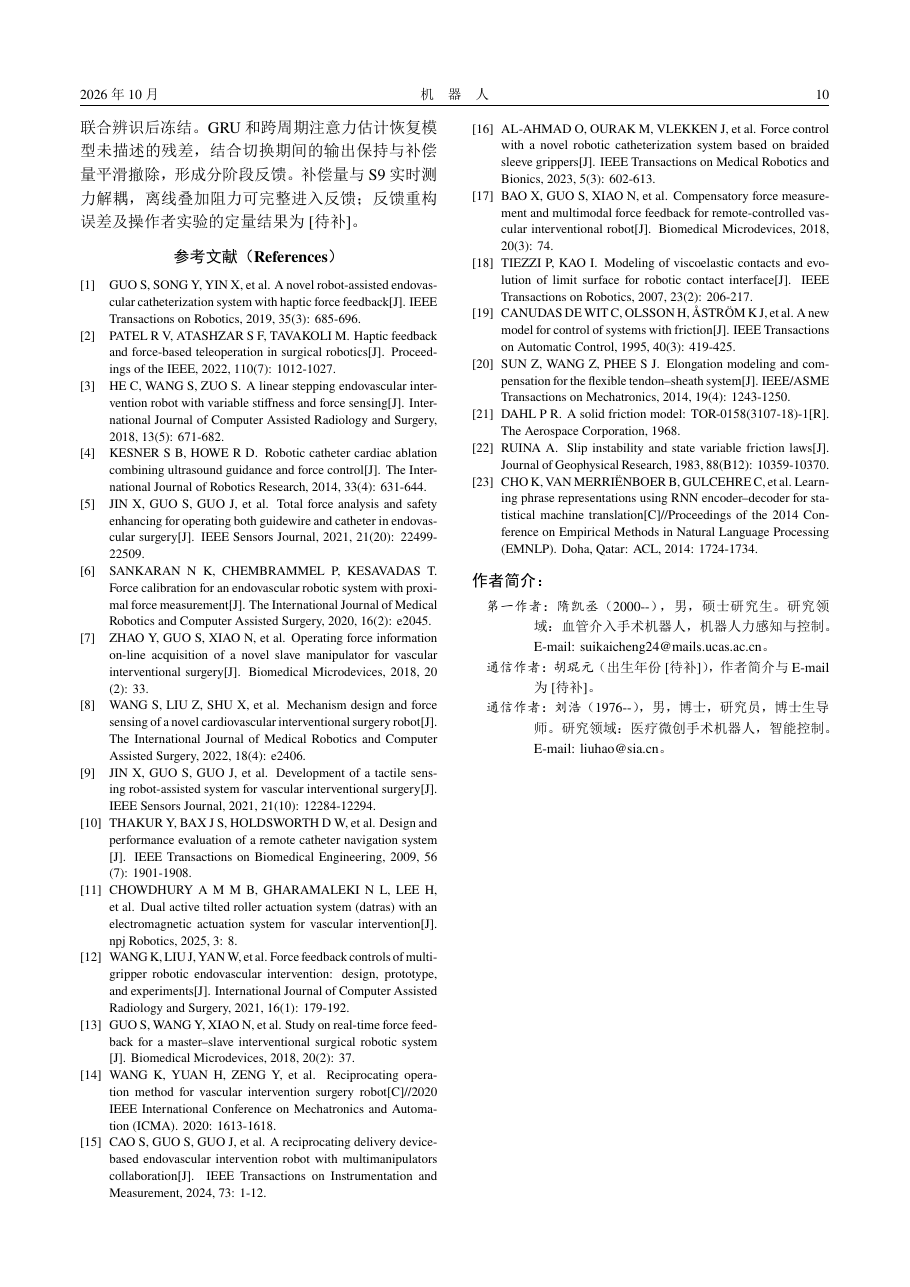 2026 年 10 月
机 器 人
10
联合辨识后冻结。GRU 和跨周期注意力估计恢复模
型未描述的残差，结合切换期间的输出保持与补偿
量平滑撤除，形成分阶段反馈。补偿量与 S9 实时测
力解耦，离线叠加阻力可完整进入反馈；反馈重构
误差及操作者实验的定量结果为 [待补]。
参考文献（References）
[1] GUO S, SONG Y, YIN X, et al. A novel robot-assisted endovas-
cular catheterization system with haptic force feedback[J]. IEEE
Transactions on Robotics, 2019, 35(3): 685-696.
[2] PATEL R V, ATASHZAR S F, TAVAKOLI M. Haptic feedback
and force-based teleoperation in surgical robotics[J]. Proceed-
ings of the IEEE, 2022, 110(7): 1012-1027.
[3] HE C, WANG S, ZUO S. A linear stepping endovascular inter-
vention robot with variable stiffness and force sensing[J]. Inter-
national Journal of Computer Assisted Radiology and Surgery,
2018, 13(5): 671-682.
[4] KESNER S B, HOWE R D. Robotic catheter cardiac ablation
combining ultrasound guidance and force control[J]. The Inter-
national Journal of Robotics Research, 2014, 33(4): 631-644.
[5] JIN X, GUO S, GUO J, et al. Total force analysis and safety
enhancing for operating both guidewire and catheter in endovas-
cular surgery[J]. IEEE Sensors Journal, 2021, 21(20): 22499-
22509.
[6] SANKARAN N K, CHEMBRAMMEL P, KESAVADAS T.
Force calibration for an endovascular robotic system with proxi-
mal force measurement[J]. The International Journal of Medical
Robotics and Computer Assisted Surgery, 2020, 16(2): e2045.
[7] ZHAO Y, GUO S, XIAO N, et al. Operating force information
on-line acquisition of a novel slave manipulator for vascular
interventional surgery[J]. Biomedical Microdevices, 2018, 20
(2): 33.
[8] WANG S, LIU Z, SHU X, et al. Mechanism design and force
sensing of a novel cardiovascular interventional surgery robot[J].
The International Journal of Medical Robotics and Computer
Assisted Surgery, 2022, 18(4): e2406.
[9] JIN X, GUO S, GUO J, et al. Development of a tactile sens-
ing robot-assisted system for vascular interventional surgery[J].
IEEE Sensors Journal, 2021, 21(10): 12284-12294.
[10] THAKUR Y, BAX J S, HOLDSWORTH D W, et al. Design and
performance evaluation of a remote catheter navigation system
[J]. IEEE Transactions on Biomedical Engineering, 2009, 56
(7): 1901-1908.
[11] CHOWDHURY A M M B, GHARAMALEKI N L, LEE H,
et al. Dual active tilted roller actuation system (datras) with an
electromagnetic actuation system for vascular intervention[J].
npj Robotics, 2025, 3: 8.
[12] WANG K, LIU J, YAN W, et al. Force feedback controls of multi-
gripper robotic endovascular intervention: design, prototype,
and experiments[J]. International Journal of Computer Assisted
Radiology and Surgery, 2021, 16(1): 179-192.
[13] GUO S, WANG Y, XIAO N, et al. Study on real-time force feed-
back for a master–slave interventional surgical robotic system
[J]. Biomedical Microdevices, 2018, 20(2): 37.
[14] WANG K, YUAN H, ZENG Y, et al. Reciprocating opera-
tion method for vascular intervention surgery robot[C]//2020
IEEE International Conference on Mechatronics and Automa-
tion (ICMA). 2020: 1613-1618.
[15] CAO S, GUO S, GUO J, et al. A reciprocating delivery device-
based endovascular intervention robot with multimanipulators
collaboration[J]. IEEE Transactions on Instrumentation and
Measurement, 2024, 73: 1-12.
[16] AL-AHMAD O, OURAK M, VLEKKEN J, et al. Force control
with a novel robotic catheterization system based on braided
sleeve grippers[J]. IEEE Transactions on Medical Robotics and
Bionics, 2023, 5(3): 602-613.
[17] BAO X, GUO S, XIAO N, et al. Compensatory force measure-
ment and multimodal force feedback for remote-controlled vas-
cular interventional robot[J]. Biomedical Microdevices, 2018,
20(3): 74.
[18] TIEZZI P, KAO I. Modeling of viscoelastic contacts and evo-
lution of limit surface for robotic contact interface[J]. IEEE
Transactions on Robotics, 2007, 23(2): 206-217.
[19] CANUDAS DE WIT C, OLSSON H, ÅSTRÖM K J, et al. A new
model for control of systems with friction[J]. IEEE Transactions
on Automatic Control, 1995, 40(3): 419-425.
[20] SUN Z, WANG Z, PHEE S J. Elongation modeling and com-
pensation for the flexible tendon–sheath system[J]. IEEE/ASME
Transactions on Mechatronics, 2014, 19(4): 1243-1250.
[21] DAHL P R. A solid friction model: TOR-0158(3107-18)-1[R].
The Aerospace Corporation, 1968.
[22] RUINA A. Slip instability and state variable friction laws[J].
Journal of Geophysical Research, 1983, 88(B12): 10359-10370.
[23] CHO K, VAN MERRIËNBOER B, GULCEHRE C, et al. Learn-
ing phrase representations using RNN encoder–decoder for sta-
tistical machine translation[C]//Proceedings of the 2014 Con-
ference on Empirical Methods in Natural Language Processing
(EMNLP). Doha, Qatar: ACL, 2014: 1724-1734.
作者简介：
第一作者：隋凯丞（2000--），男，硕士研究生。研究领
域：血管介入手术机器人，机器人力感知与控制。
E-mail: suikaicheng24@mails.ucas.ac.cn。
通信作者：胡琨元（出生年份 [待补]），作者简介与 E-mail
为 [待补]。
通信作者：刘浩（1976--），男，博士，研究员，博士生导
师。研究领域：医疗微创手术机器人，智能控制。
E-mail: liuhao@sia.cn。